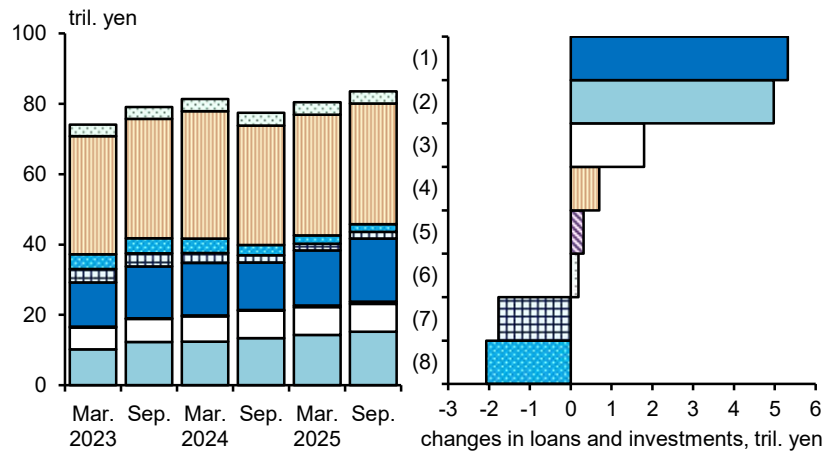 tril. yen
100
80
60
40
20
0
Mar. Sep. Mar. Sep. Mar. Sep.
2023 2024 2025
(1)
(2)
(3)
(4)
(5)
(6)
(7)
(8)
-3 -2 -1 0 1 2 3 4 5 6
changes in loans and investments, tril. yen